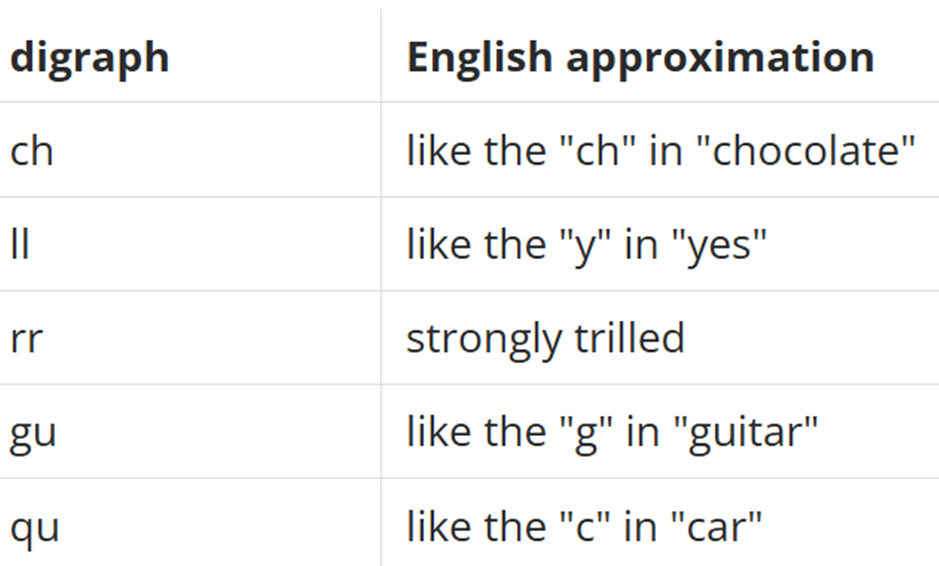 digraph English approximation
ch like the "ch" in "chocolate"
ll like the "y" in "yes"
rr strongly trilled
gu like the "g" in "guitar"
qu like the "c" in "car"